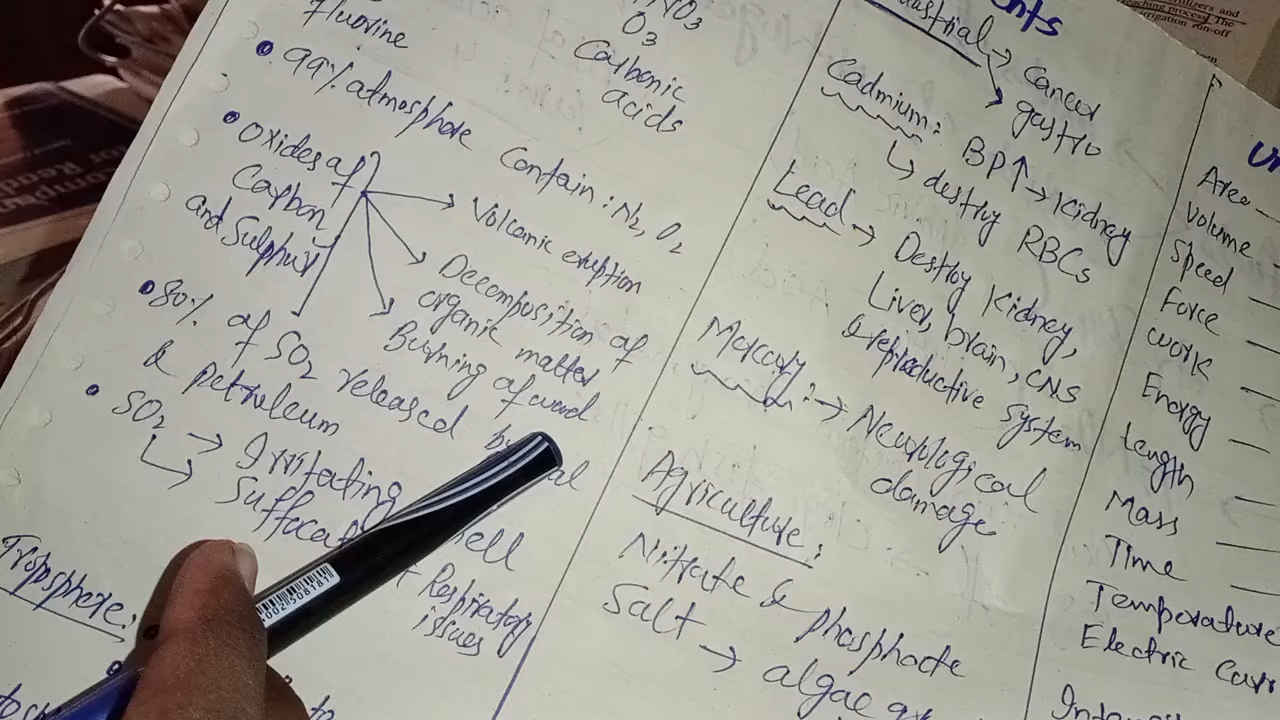 Fluorine
O3
Carbonic
acids
• 99% atmosphere Contain : N2, O2
• Oxides of
Carbon
and Sulphur
Volcanic eruption
Decomposition of
organic matter
Burning of wood
• 80% of SO2 released by
& petroleum
• SO2 → Irritating
Respiratory
issues
Troposphere:
→ Cancer
gastro
Cadmium: BP↑ → Kidney
destroy RBCs
Lead → Destroy Kidney,
Liver, brain, CNS
& reproductive System
Mercury: → Neurological
damage
Agriculture:
Nitrate & phosphate
Salt → algae
Area
Volume
Speed
Force
Work
Energy
Length
Mass
Time
Temperature
Electric